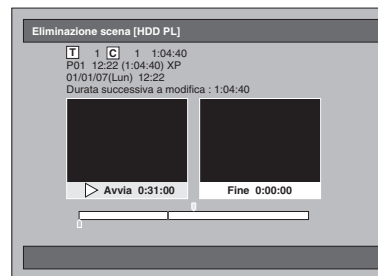 Eliminazione scena [HDD PL]
T 1 C 1 1:04:40
P01 12:22 (1:04:40) XP
01/01/07(Lun) 12:22
Durata successiva a modifica : 1:04:40
Avvia 0:31:00 Fine 0:00:00